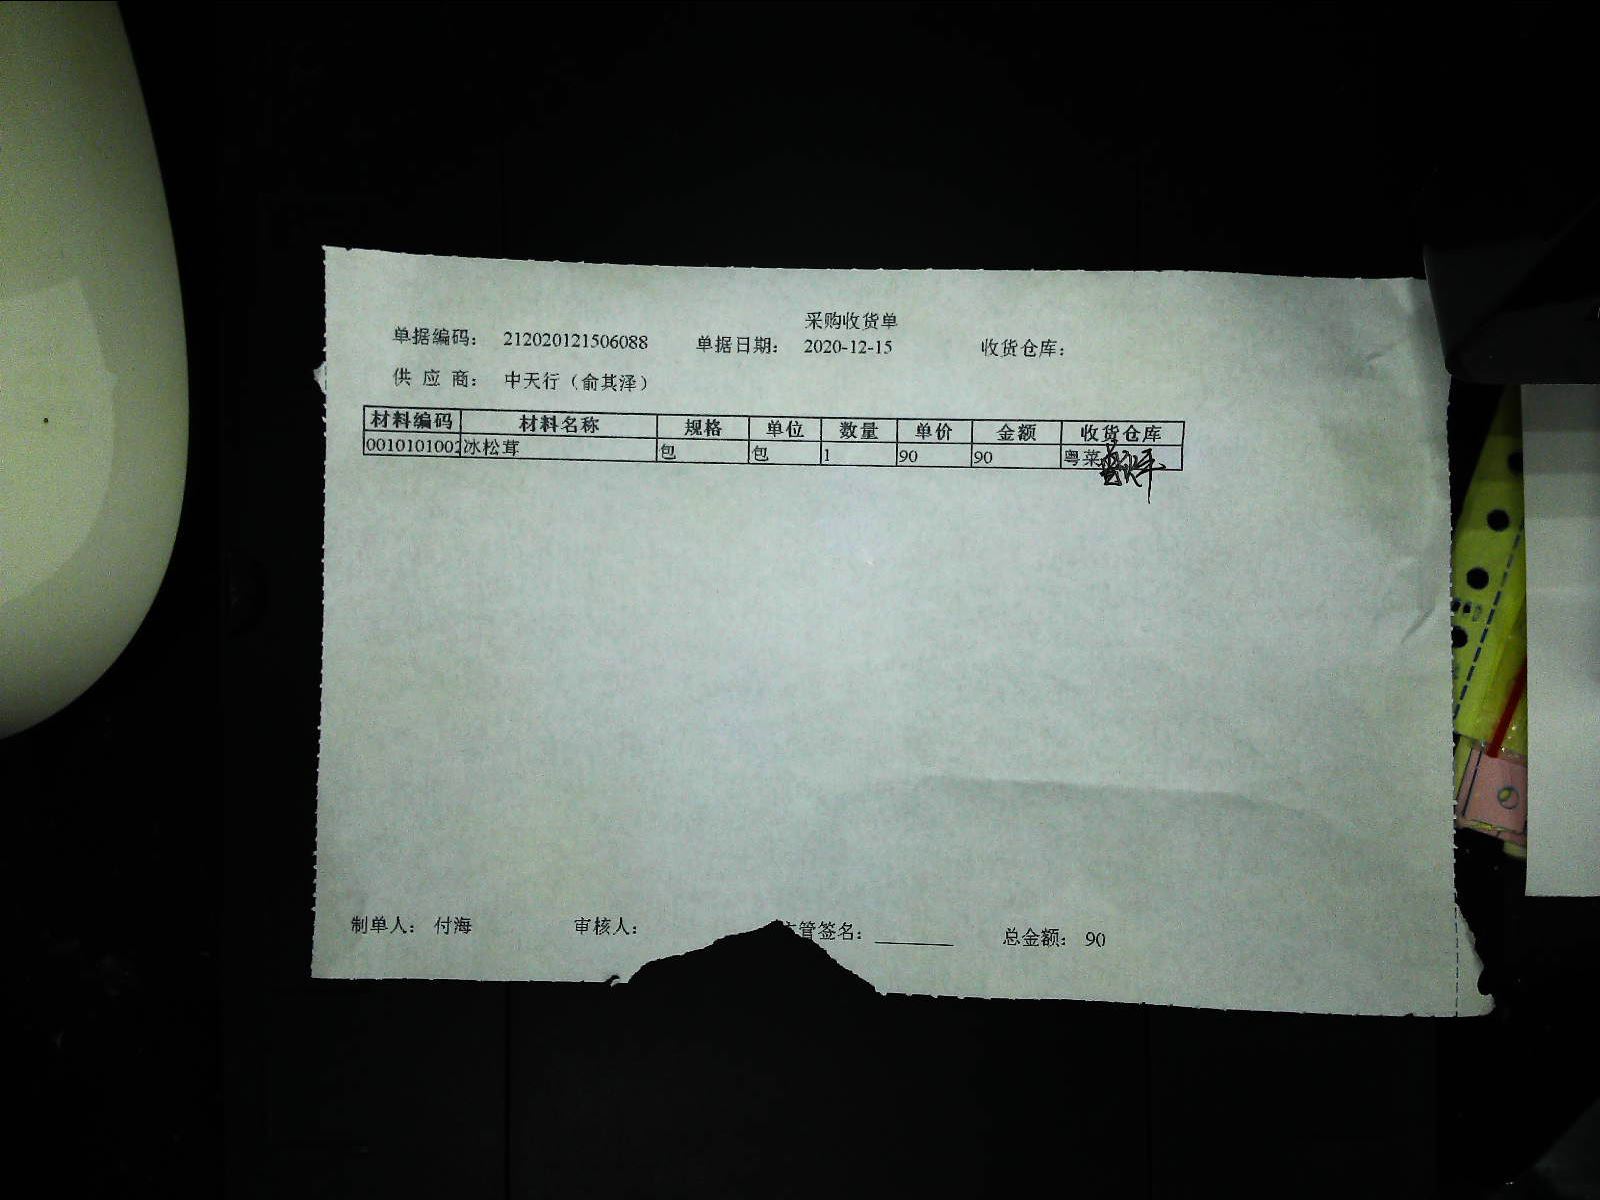 采购收货单
单据编码： 212020121506088 单据日期： 2020-12-15 收货仓库：
供 应 商： 中天行（俞其泽）
材料编码 材料名称 规格 单位 数量 单价 金额 收货仓库
0010101002 冰松茸 包 包 1 90 90 粤菜
制单人： 付海 审核人： 管签名： 总金额： 90